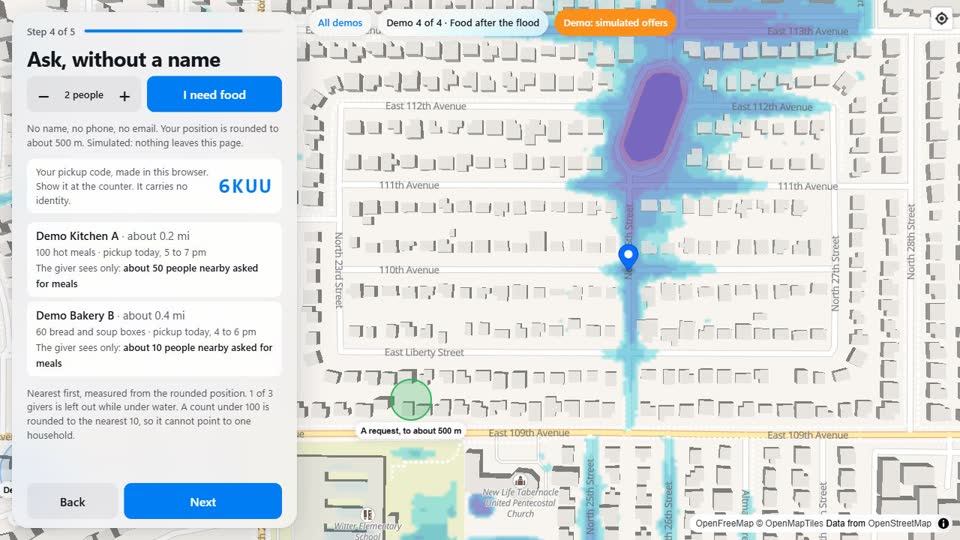 Step 4 of 5
Ask, without a name
− 2 people +
I need food
No name, no phone, no email. Your position is rounded to
about 500 m. Simulated: nothing leaves this page.
Your pickup code, made in this browser.
Show it at the counter. It carries no
identity.
6KUU
Demo Kitchen A · about 0.2 mi
100 hot meals · pickup today, 5 to 7 pm
The giver sees only: about 50 people nearby asked
for meals
Demo Bakery B · about 0.4 mi
60 bread and soup boxes · pickup today, 4 to 6 pm
The giver sees only: about 10 people nearby asked for
meals
Nearest first, measured from the rounded position. 1 of 3
givers is left out while under water. A count under 100 is
rounded to the nearest 10, so it cannot point to one
household.
Back
Next
All demos
Demo 4 of 4 · Food after the flood
Demo: simulated offers
East 113th Avenue
East 112th Avenue
East 112th Avenue
111th Avenue
111th Avenue
110th Avenue
East Liberty Street
North 23rd Street
North 27th Street
North 28th Street
A request, to about 500 m
East 109th Avenue
East 109th Avenue
North 25th Street
North 26th Street
New Life Tabernacle
United Pentecostal
Church
Witter Elementary
School
OpenFreeMap © OpenMapTiles Data from OpenStreetMap